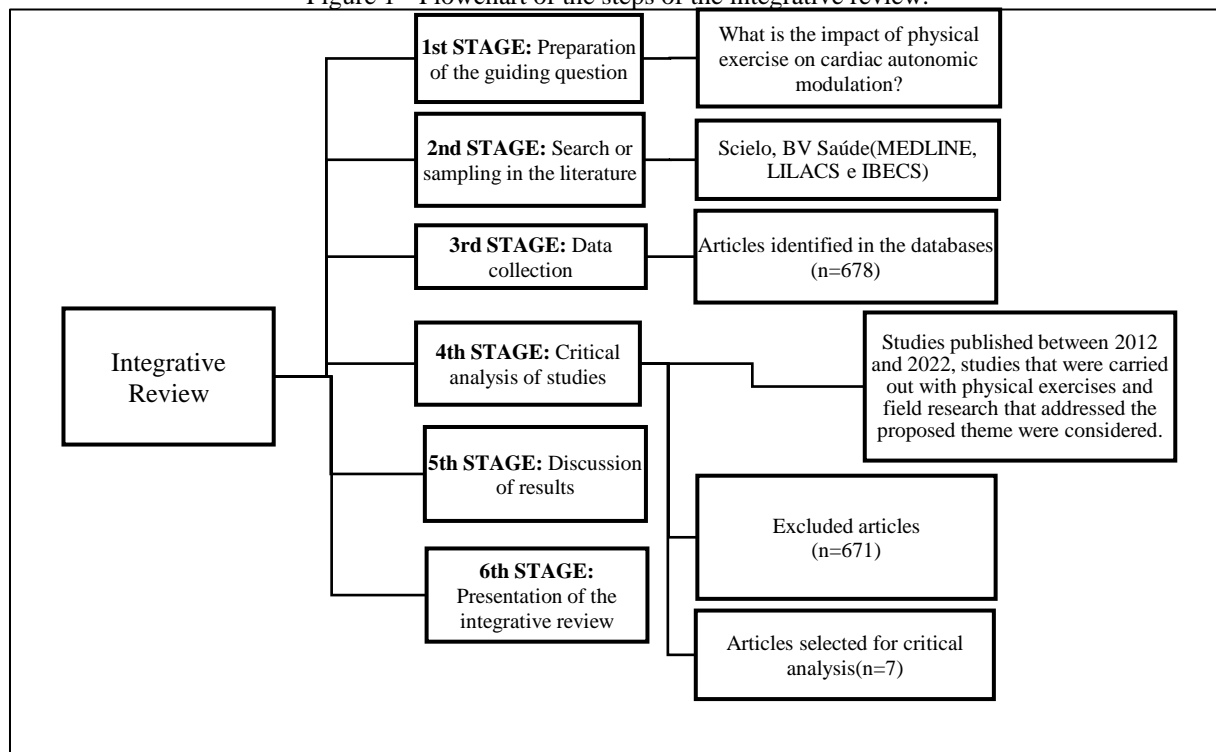 Figure 1 - Flowchart of the steps of the integrative review.
Integrative
Review
1st STAGE: Preparation
of the guiding question
What is the impact of physical
exercise on cardiac autonomic
modulation?
2nd STAGE: Search or
sampling in the literature
Scielo, BV Saúde(MEDLINE,
LILACS e IBECS)
3rd STAGE: Data
collection
Articles identified in the databases
(n=678)
4th STAGE: Critical
analysis of studies
Studies published between 2012
and 2022, studies that were carried
out with physical exercises and
field research that addressed the
proposed theme were considered.
Excluded articles
(n=671)
Articles selected for critical
analysis(n=7)
5th STAGE: Discussion
of results
6th STAGE:
Presentation of the
integrative review